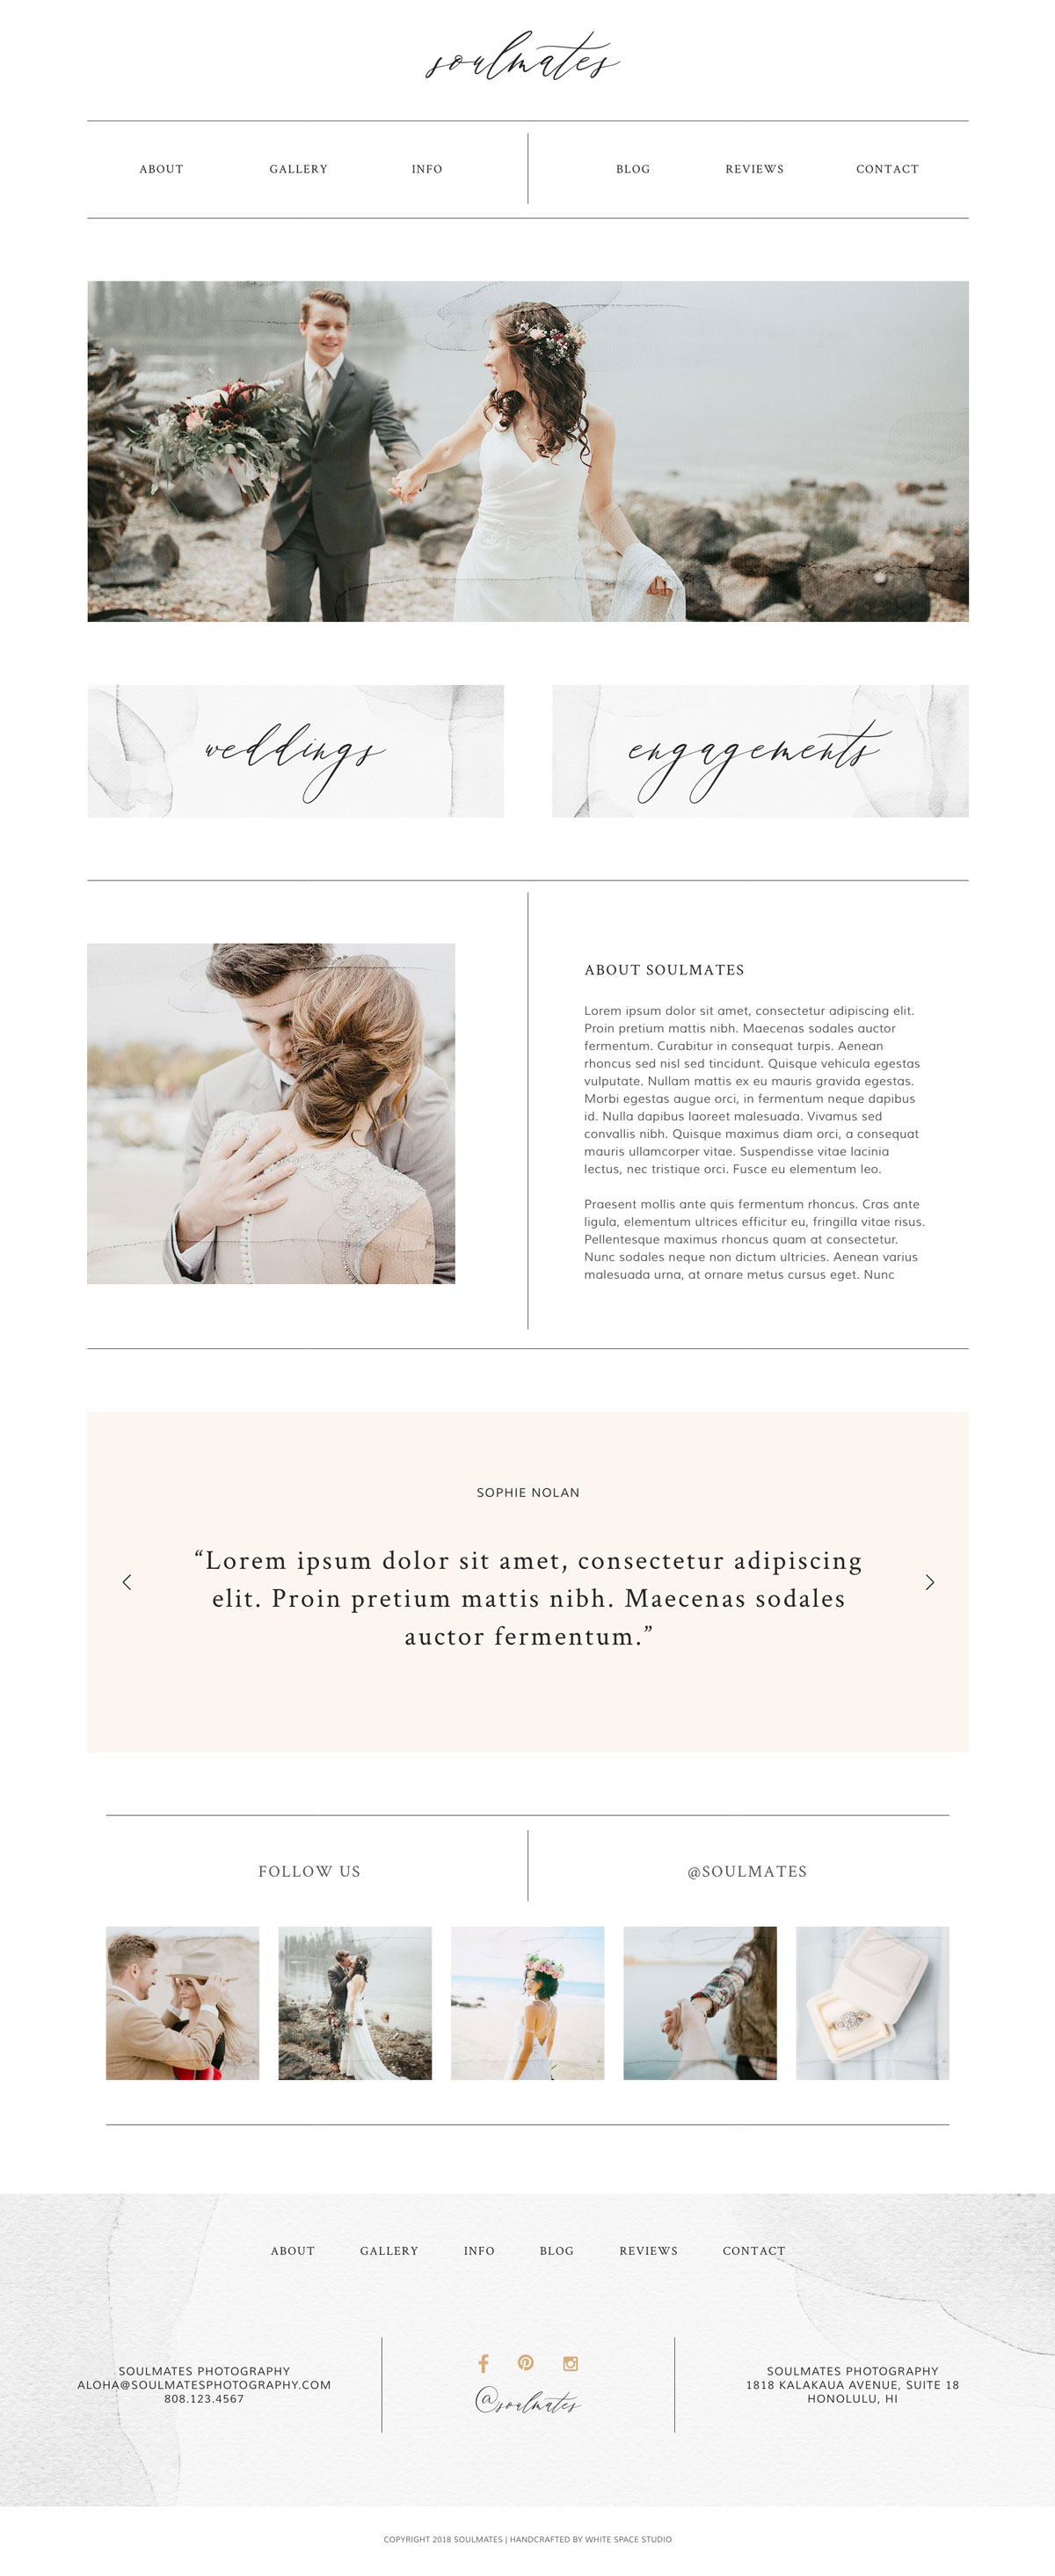 soulmates
ABOUT GALLERY INFO BLOG REVIEWS CONTACT
weddings
engagements
ABOUT SOULMATES
Lorem ipsum dolor sit amet, consectetur adipiscing elit.
Proin pretium mattis nibh. Maecenas sodales auctor
fermentum. Curabitur in consequat turpis. Aenean
rhoncus sed nisl sed tincidunt. Quisque vehicula egestas
vulputate. Nullam mattis ex eu mauris gravida egestas.
Morbi egestas augue orci, in fermentum neque dapibus
id. Nulla dapibus laoreet malesuada. Vivamus sed
convallis nibh. Quisque maximus diam orci, a consequat
mauris ullamcorper vitae. Suspendisse vitae lacinia
lectus, nec tristique orci. Fusce eu elementum leo.
Praesent mollis ante quis fermentum rhoncus. Cras ante
ligula, elementum ultrices efficitur eu, fringilla vitae risus.
Pellentesque maximus rhoncus quam at consectetur.
Nunc sodales neque non dictum ultricies. Aenean varius
malesuada urna, at ornare metus cursus eget. Nunc
SOPHIE NOLAN
“Lorem ipsum dolor sit amet, consectetur adipiscing
elit. Proin pretium mattis nibh. Maecenas sodales
auctor fermentum.”
FOLLOW US
@SOULMATES
ABOUT GALLERY INFO BLOG REVIEWS CONTACT
SOULMATES PHOTOGRAPHY
ALOHA@SOULMATESPHOTOGRAPHY.COM
808.123.4567
@soulmates
SOULMATES PHOTOGRAPHY
1818 KALAKAUA AVENUE, SUITE 18
HONOLULU, HI
COPYRIGHT 2018 SOULMATES | HANDCRAFTED BY WHITE SPACE STUDIO